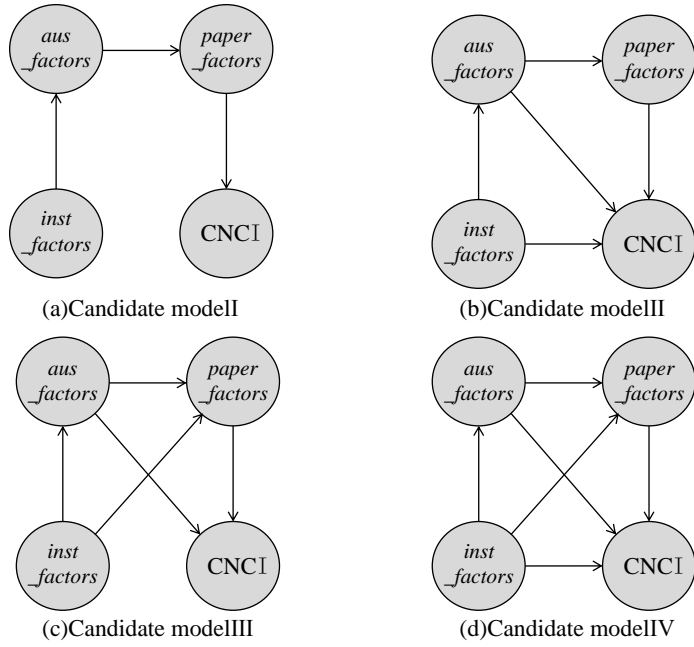 aus
_factors
paper
_factors
inst
_factors
CNCI
(a)Candidate modelI
aus
_factors
paper
_factors
inst
_factors
CNCI
(b)Candidate modelII
aus
_factors
paper
_factors
inst
_factors
CNCI
(c)Candidate modelIII
aus
_factors
paper
_factors
inst
_factors
CNCI
(d)Candidate modelIV